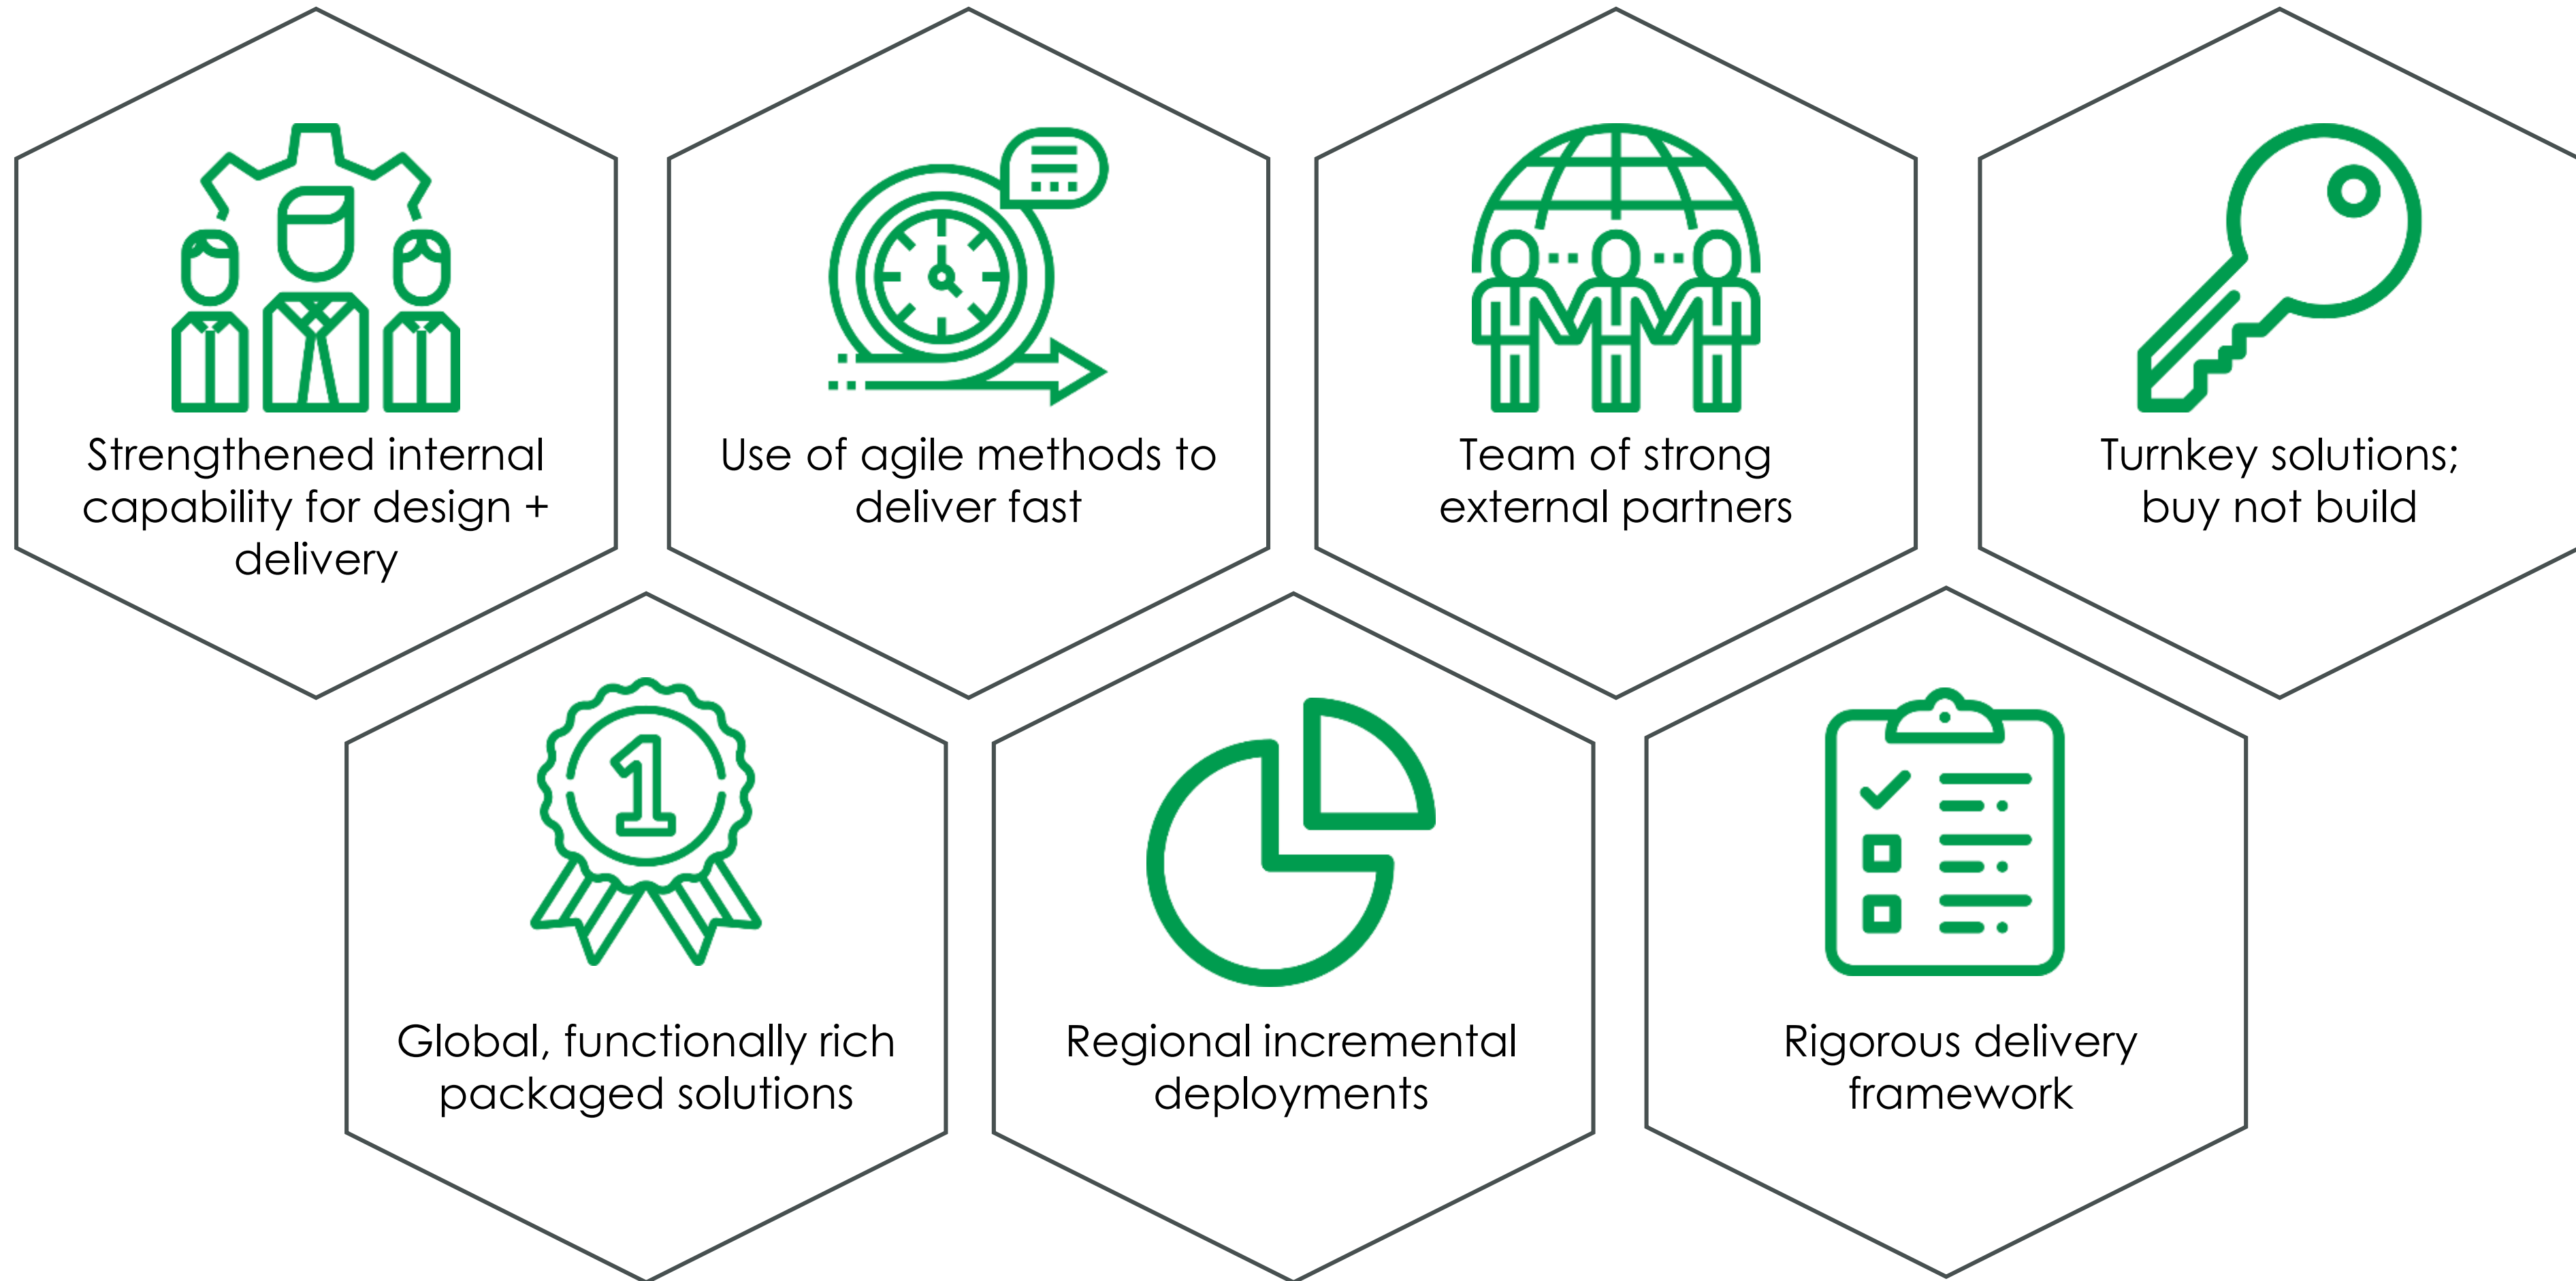 Strengthened internal
capability for design +
delivery
Use of agile methods to
deliver fast
Team of strong
external partners
Turnkey solutions;
buy not build
1
Global, functionally rich
packaged solutions
Regional incremental
deployments
Rigorous delivery
framework